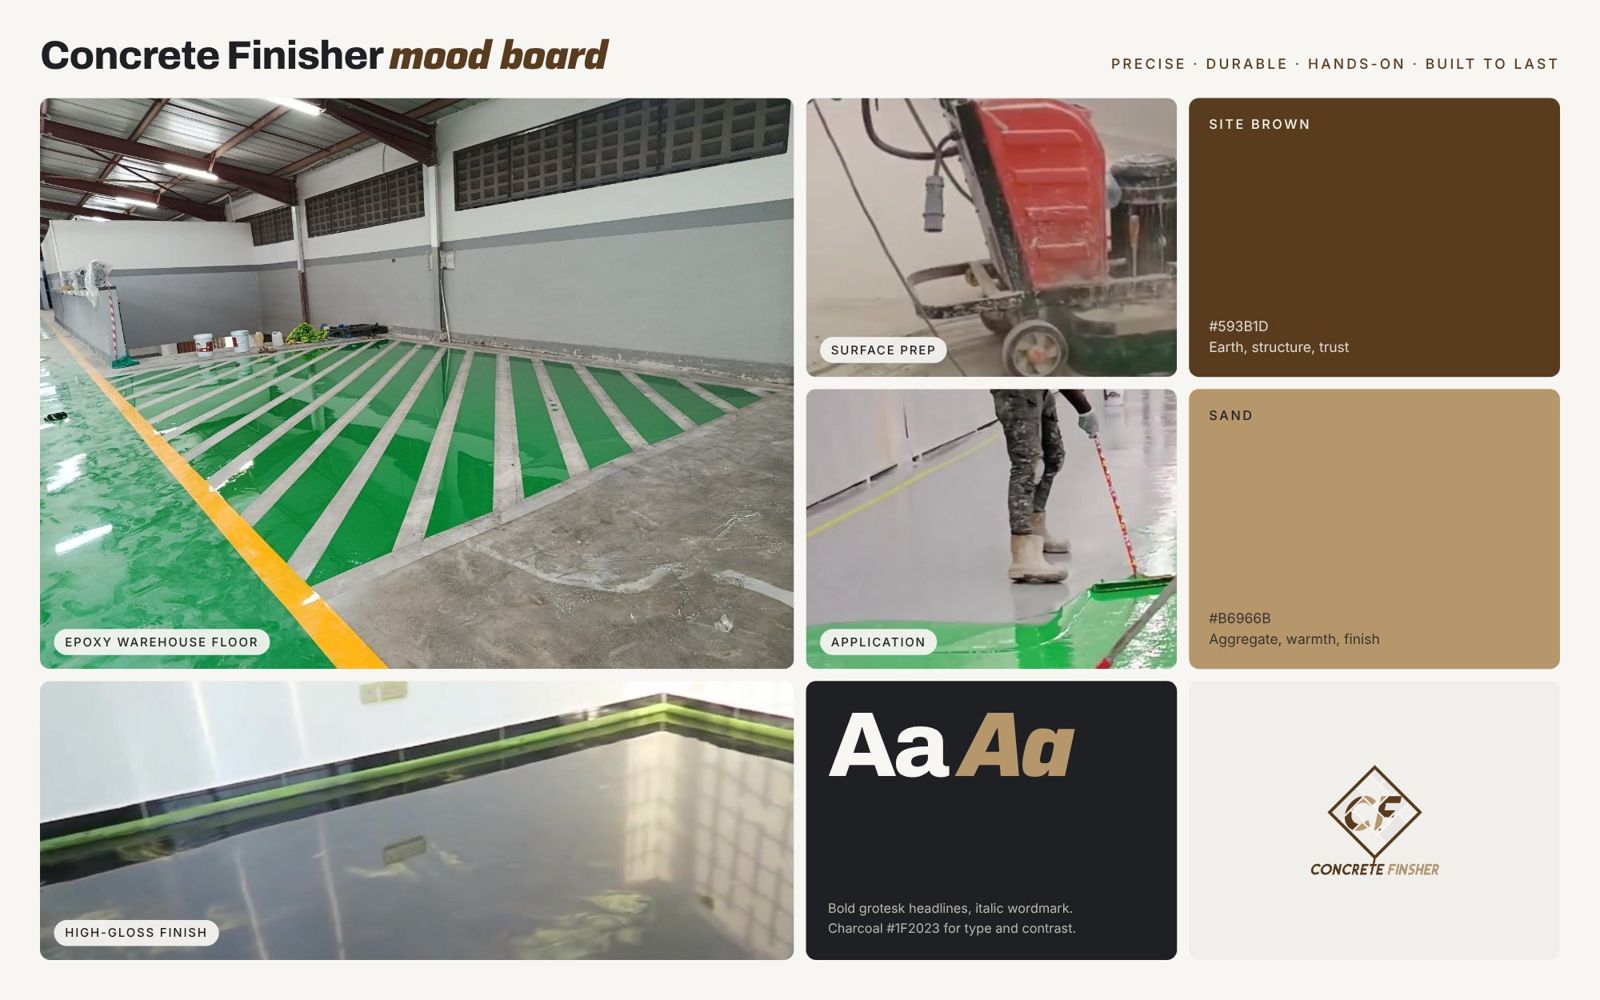 Concrete Finisher mood board
PRECISE · DURABLE · HANDS-ON · BUILT TO LAST
EPOXY WAREHOUSE FLOOR
SURFACE PREP
SITE BROWN
#593B1D
Earth, structure, trust
APPLICATION
SAND
#B6966B
Aggregate, warmth, finish
HIGH-GLOSS FINISH
Aa Aa
Bold grotesk headlines, italic wordmark.
Charcoal #1F2023 for type and contrast.
CF
CONCRETE FINSHER